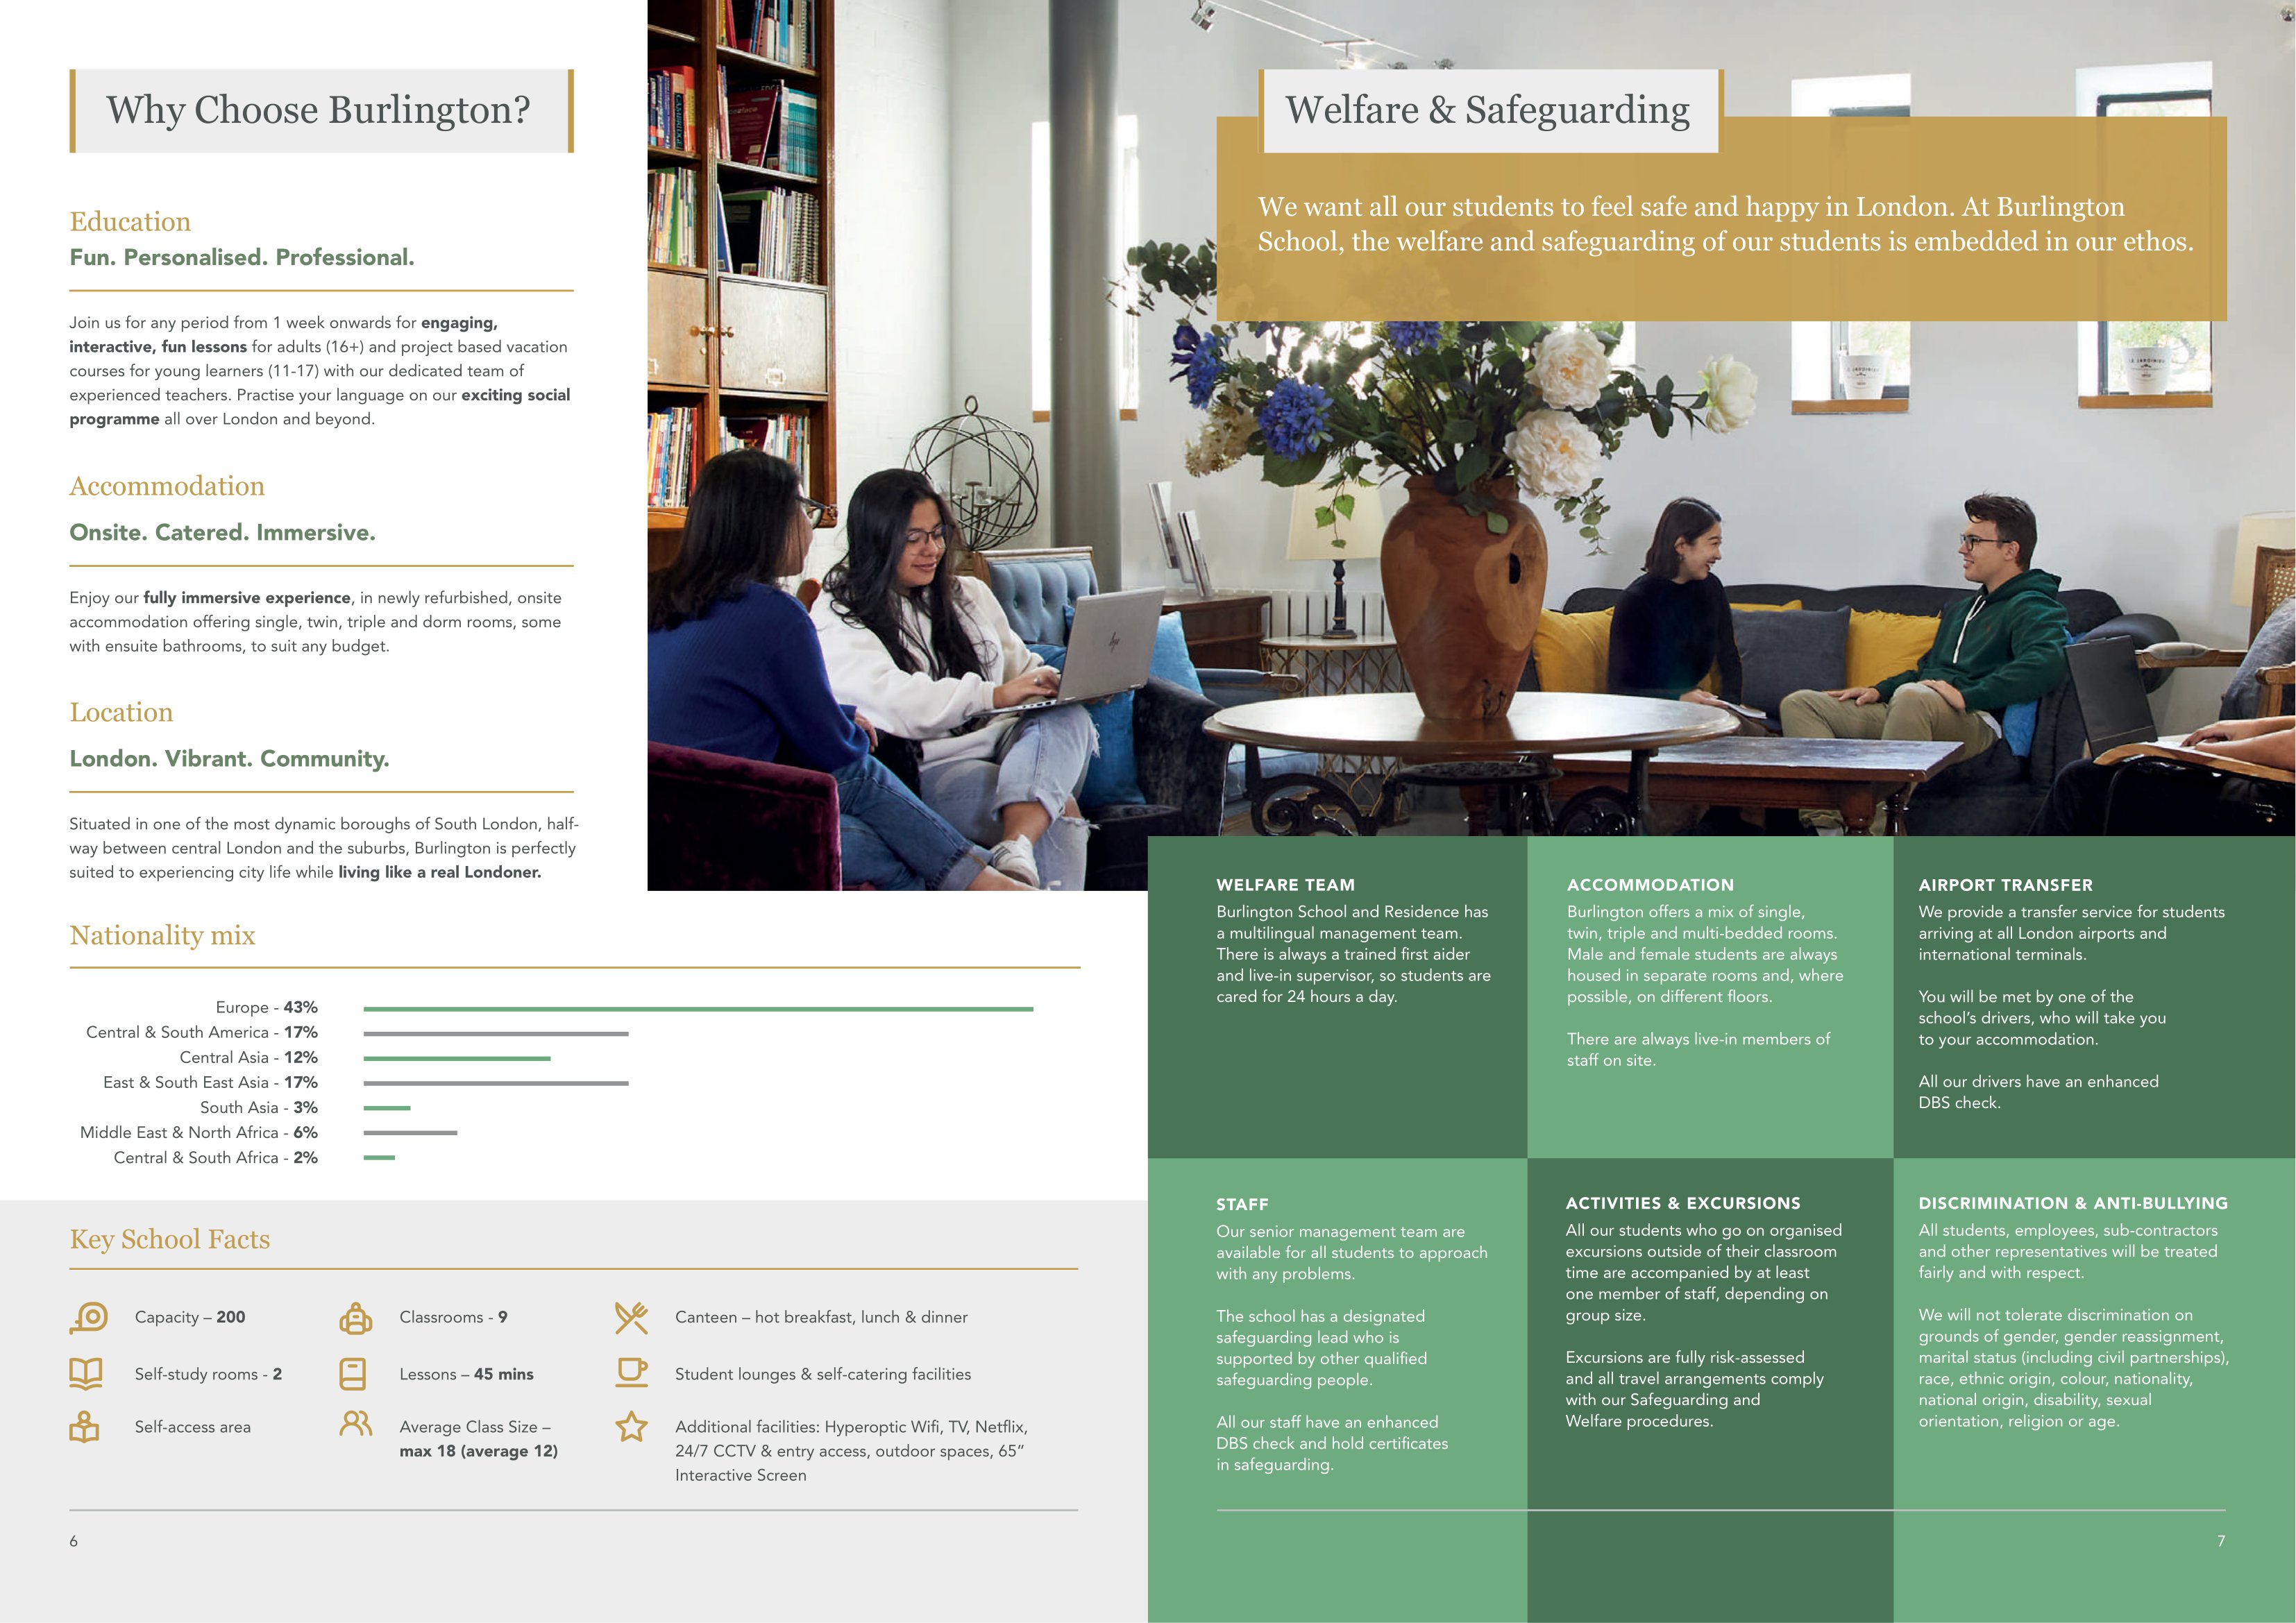 Why Choose Burlington?
Education
Fun. Personalised. Professional.
Join us for any period from 1 week onwards for engaging,
interactive, fun lessons for adults (16+) and project based vacation
courses for young learners (11-17) with our dedicated team of
experienced teachers. Practise your language on our exciting social
programme all over London and beyond.
Accommodation
Onsite. Catered. Immersive.
Enjoy our fully immersive experience, in newly refurbished, onsite
accommodation offering single, twin, triple and dorm rooms, some
with ensuite bathrooms, to suit any budget.
Location
London. Vibrant. Community.
Situated in one of the most dynamic boroughs of South London, half-
way between central London and the suburbs, Burlington is perfectly
suited to experiencing city life while living like a real Londoner.
Nationality mix
Europe - 43%
Central & South America - 17%
Central Asia - 12%
East & South East Asia - 17%
South Asia - 3%
Middle East & North Africa - 6%
Central & South Africa - 2%
Key School Facts
Capacity – 200
Self-study rooms - 2
Self-access area
Classrooms - 9
Lessons – 45 mins
Average Class Size –
max 18 (average 12)
Canteen – hot breakfast, lunch & dinner
Student lounges & self-catering facilities
Additional facilities: Hyperoptic Wifi, TV, Netflix,
24/7 CCTV & entry access, outdoor spaces, 65”
Interactive Screen
6
Welfare & Safeguarding
We want all our students to feel safe and happy in London. At Burlington
School, the welfare and safeguarding of our students is embedded in our ethos.
hp
WELFARE TEAM
Burlington School and Residence has
a multilingual management team.
There is always a trained first aider
and live-in supervisor, so students are
cared for 24 hours a day.
ACCOMMODATION
Burlington offers a mix of single,
twin, triple and multi-bedded rooms.
Male and female students are always
housed in separate rooms and, where
possible, on different floors.
There are always live-in members of
staff on site.
AIRPORT TRANSFER
We provide a transfer service for students
arriving at all London airports and
international terminals.
You will be met by one of the
school’s drivers, who will take you
to your accommodation.
All our drivers have an enhanced
DBS check.
STAFF
Our senior management team are
available for all students to approach
with any problems.
The school has a designated
safeguarding lead who is
supported by other qualified
safeguarding people.
All our staff have an enhanced
DBS check and hold certificates
in safeguarding.
ACTIVITIES & EXCURSIONS
All our students who go on organised
excursions outside of their classroom
time are accompanied by at least
one member of staff, depending on
group size.
Excursions are fully risk-assessed
and all travel arrangements comply
with our Safeguarding and
Welfare procedures.
DISCRIMINATION & ANTI-BULLYING
All students, employees, sub-contractors
and other representatives will be treated
fairly and with respect.
We will not tolerate discrimination on
grounds of gender, gender reassignment,
marital status (including civil partnerships),
race, ethnic origin, colour, nationality,
national origin, disability, sexual
orientation, religion or age.
7